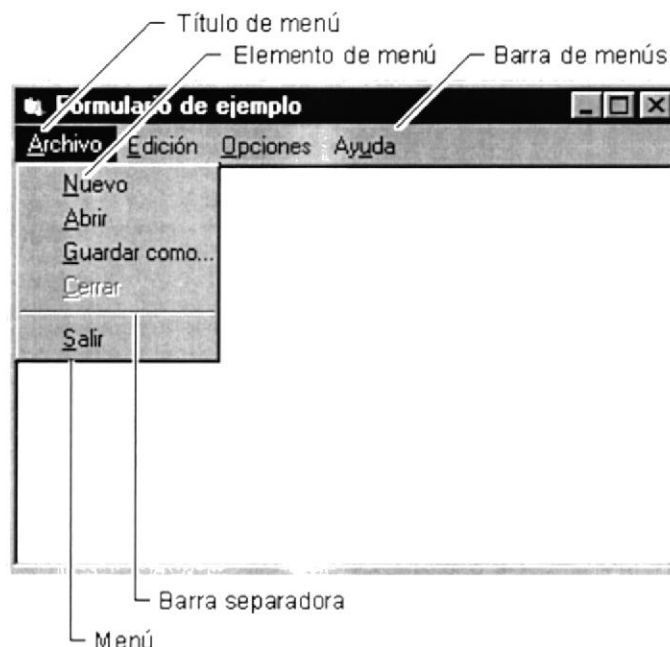 Título de menú
Elemento de menú
Barra de menús
Formulario de ejemplo
Archivo Edición Opciones Ayuda
Nuevo
Abrir
Guardar como...
Cerrar
Salir
Barra separadora
Menú